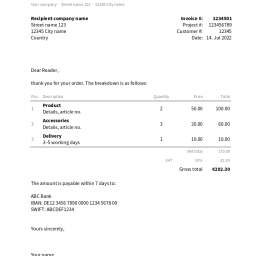 Your company · Street name 123 · 12345 City name
Recipient company name
Street name 123
12345 City name
Country
Invoice #: 1234501
Project #: 123456789
Customer #: 12345
Date: 14. Jul 2022
Dear Reader,
thank you for your order. The breakdown is as follows:
Pos. Description Quantity Price Total
1 Product 2 50.00 100.00
Details, article no.
2 Accessories 3 20.00 60.00
Details, article no.
3 Delivery 1 10.00 10.00
3–5 working days
Net total 170.00
VAT 19% 32.30
Gross total €202.30
The amount is payable within 7 days to:
ABC Bank
IBAN: DE12 3456 7890 0000 1234 5678 00
SWIFT: ABCDEF1234
Yours sincerely,
Your name